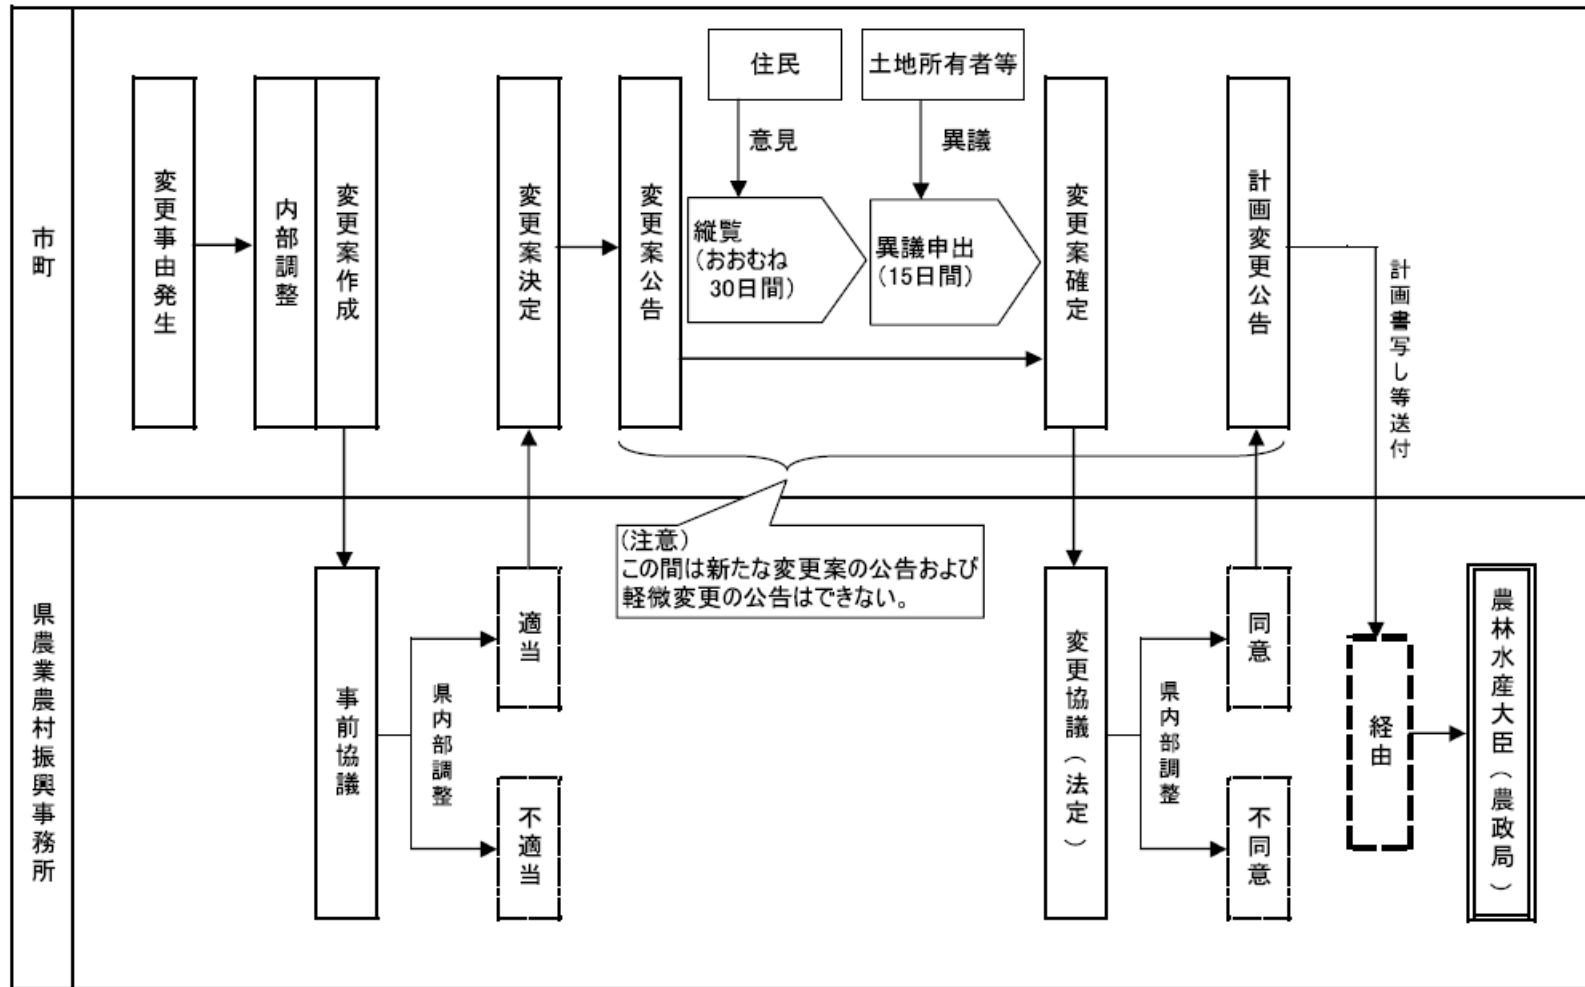 市町
変更事由発生
内部調整
変更案作成
変更案決定
変更案公告
住民
意見
縦覧
(おおむね
30日間)
土地所有者等
異議
異議申出
(15日間)
変更案確定
計画変更公告
計画書写し等送付
(注意)
この間は新たな変更案の公告および
軽微変更の公告はできない。
県農業農村振興事務所
事前協議
県内部調整
適当
不適当
変更協議(法定)
県内部調整
同意
不同意
経由
農林水産大臣(農政局)